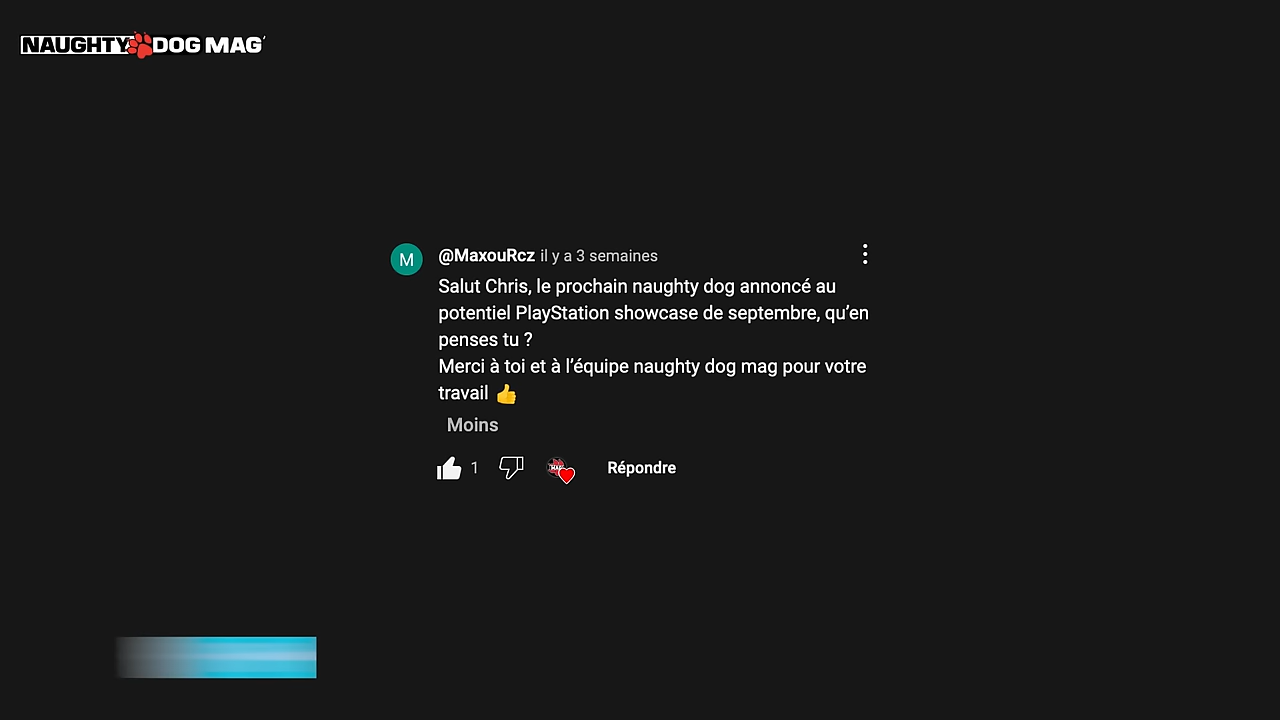 NAUGHTY DOG MAG'
M
@MaxouRcz il y a 3 semaines
Salut Chris, le prochain naughty dog annoncé au
potentiel PlayStation showcase de septembre, qu’en
penses tu ?
Merci à toi et à l’équipe naughty dog mag pour votre
travail 👍
Moins
1
Répondre